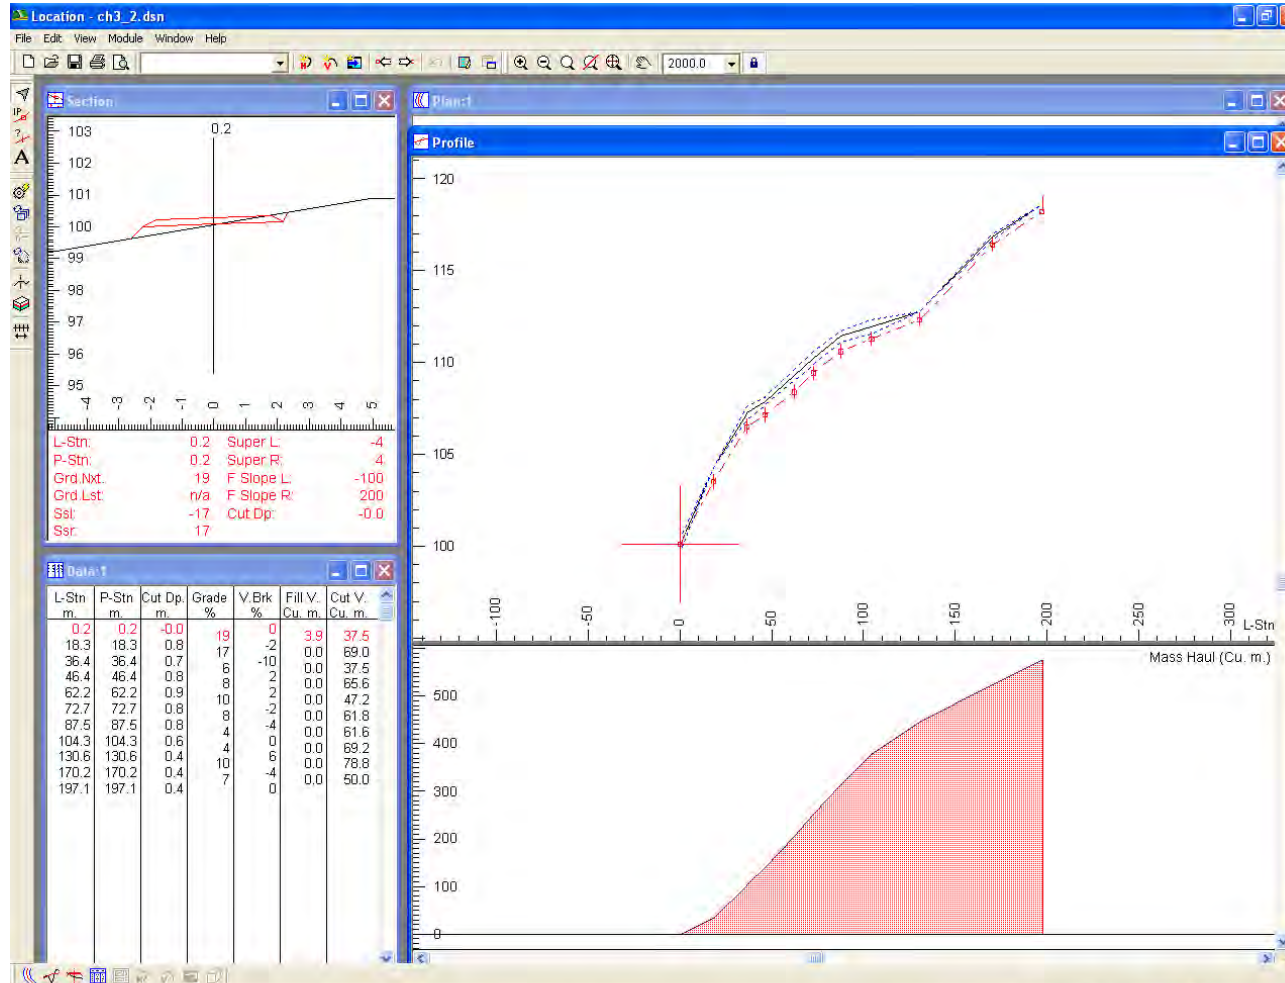 Location - ch3_2.dsn
File Edit View Module Window Help
2000.0
Section
0.2
103
102
101
100
99
98
97
96
95
-4 -3 -2 -1 0 1 2 3 4 5
L-Stn: 0.2 Super L: -4
P-Stn: 0.2 Super R: 4
Grd.Nxt. 19 F Slope L: -100
Grd.Lst: n/a F Slope R: 200
Ssl: -17 Cut Dp: -0.0
Ssr: 17
Data:1
L-Stn P-Stn Cut Dp. Grade V.Brk Fill V. Cut V.
m. m. m. % % Cu. m. Cu. m.
0.2 0.2 -0.0 0
19 3.9 37.5
18.3 18.3 0.8 -2
17 0.0 69.0
36.4 36.4 0.7 -10
6 0.0 37.5
46.4 46.4 0.8 2
8 0.0 65.6
62.2 62.2 0.9 2
10 0.0 47.2
72.7 72.7 0.8 -2
8 0.0 61.8
87.5 87.5 0.8 -4
4 0.0 61.6
104.3 104.3 0.6 0
4 0.0 69.2
130.6 130.6 0.4 6
10 0.0 78.8
170.2 170.2 0.4 -4
7 0.0 50.0
197.1 197.1 0.4 0
Plan:1
Profile
120
115
110
105
100
-100 -50 0 50 100 150 200 250 300
L-Stn
Mass Haul (Cu. m.)
500
400
300
200
100
0